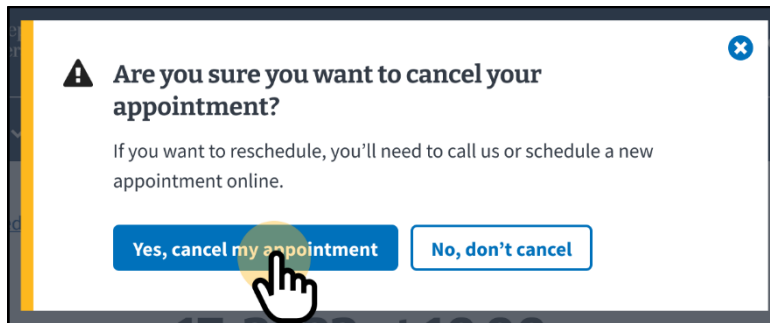 Are you sure you want to cancel your
appointment?
If you want to reschedule, you'll need to call us or schedule a new
appointment online.
Yes, cancel my appointment
No, don't cancel